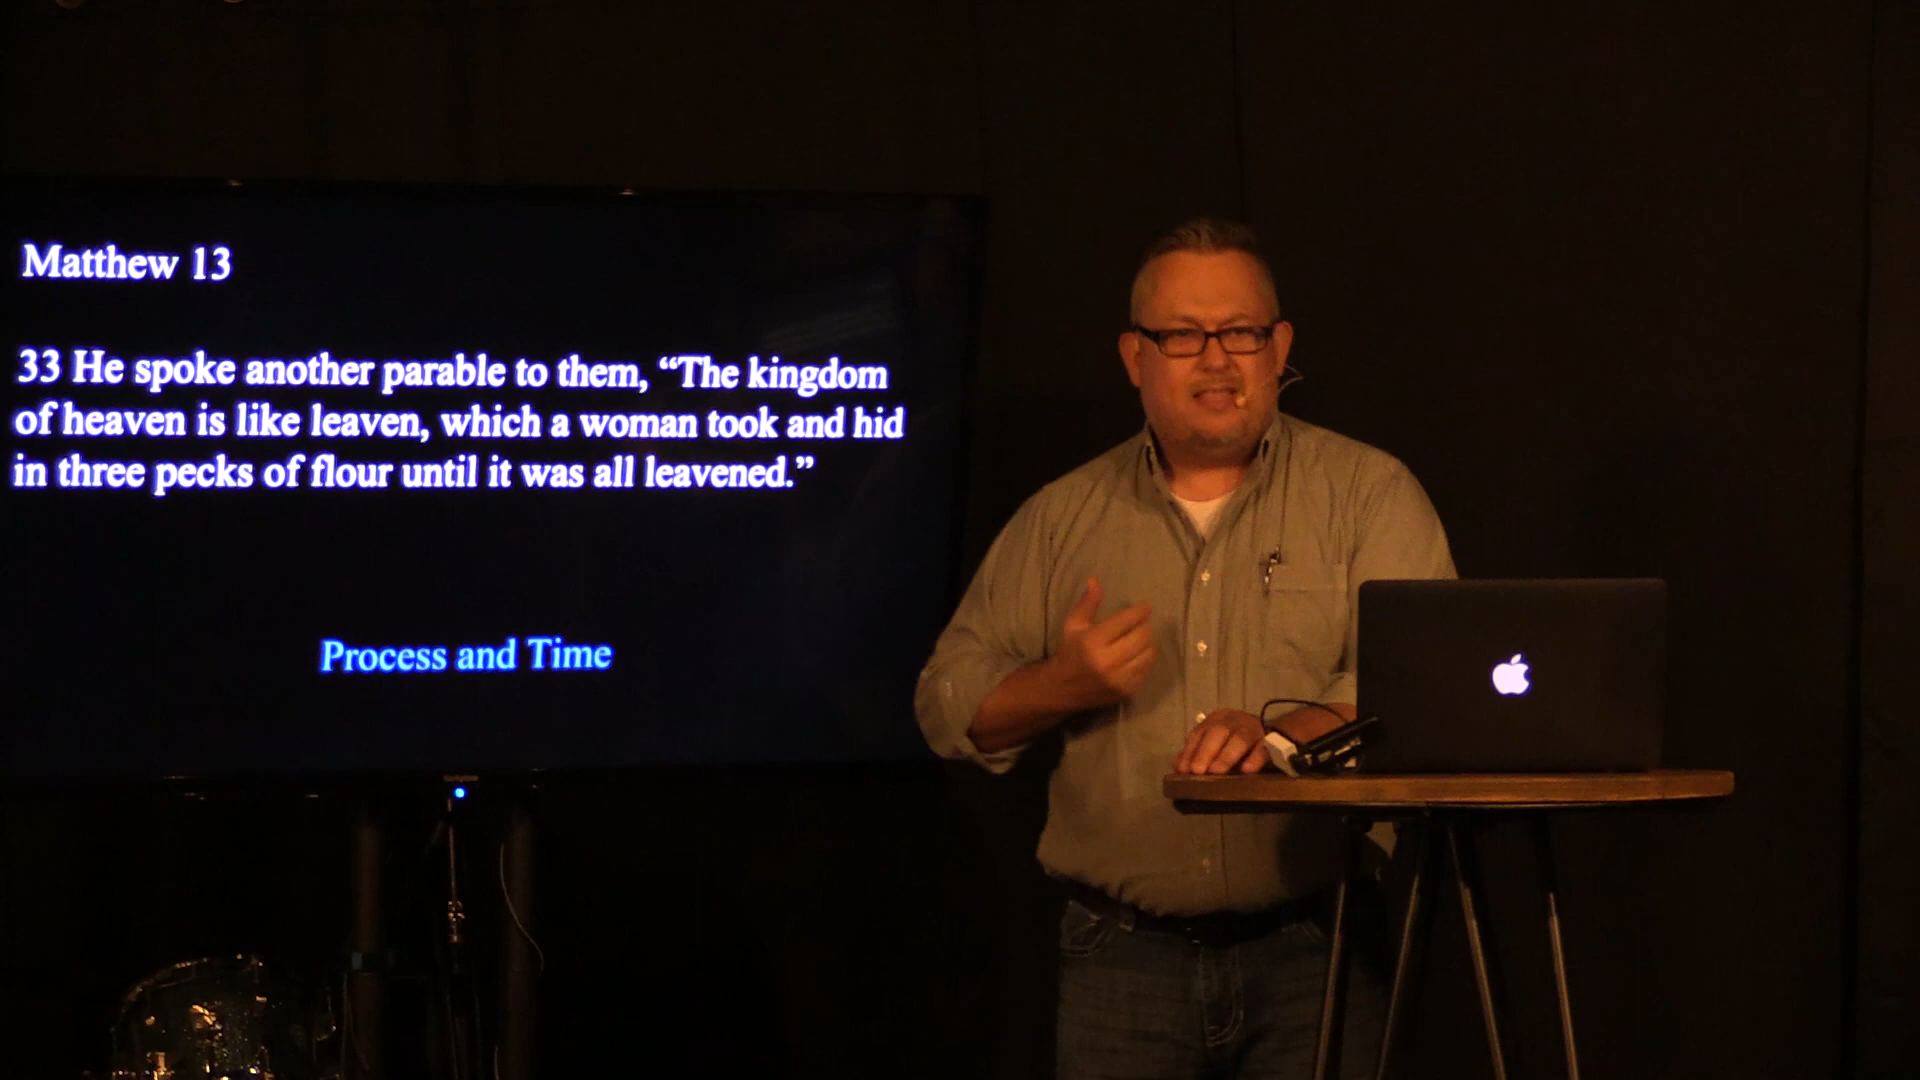 Matthew 13
33 He spoke another parable to them, “The kingdom
of heaven is like leaven, which a woman took and hid
in three pecks of flour until it was all leavened.”
Process and Time